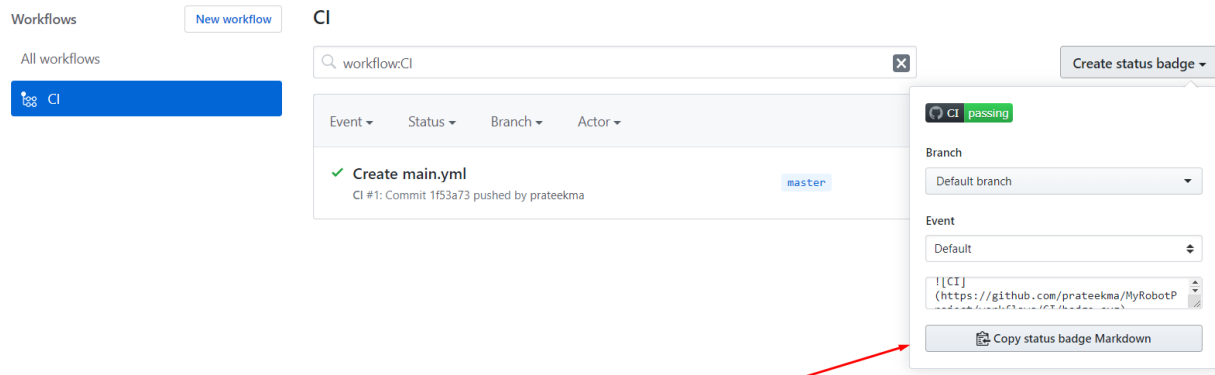 Workflows
New workflow
All workflows
CI
CI
workflow:CI
Event
Status
Branch
Actor
Create main.yml
CI #1: Commit 1f53a73 pushed by prateekma
master
Create status badge
CI passing
Branch
Default branch
Event
Default
![CI]
(https://github.com/prateekma/MyRobotP
Copy status badge Markdown